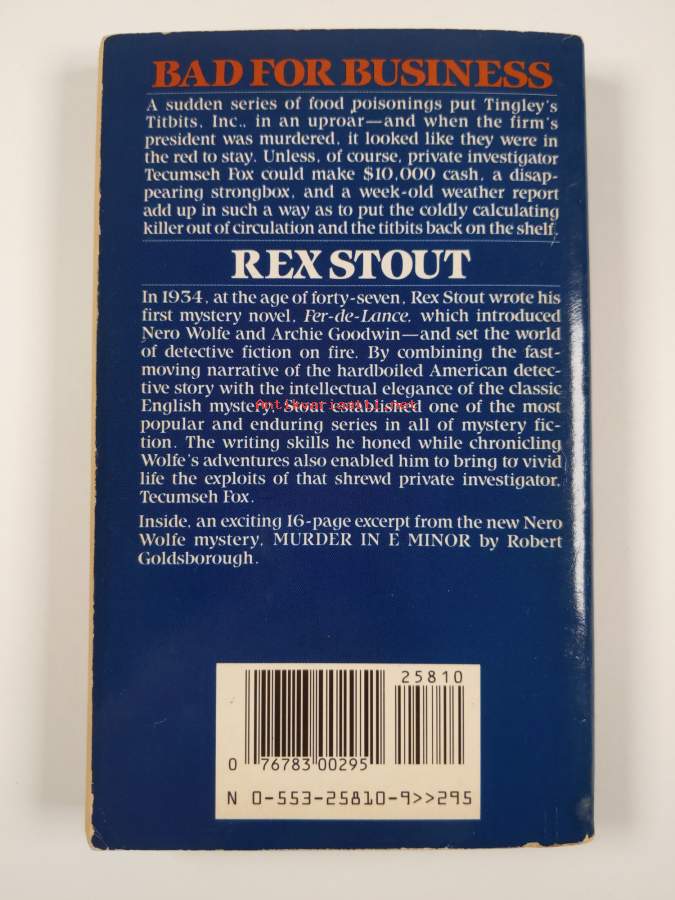 BAD FOR BUSINESS
A sudden series of food poisonings put Tingley's
Titbits, Inc., in an uproar—and when the firm's
president was murdered, it looked like they were in
the red to stay. Unless, of course, private investigator
Tecumseh Fox could make $10,000 cash, a disap-
pearing strongbox, and a week-old weather report
add up in such a way as to put the coldly calculating
killer out of circulation and the titbits back on the shelf.
REX STOUT
In 1934, at the age of forty-seven, Rex Stout wrote his
first mystery novel, Fer-de-Lance, which introduced
Nero Wolfe and Archie Goodwin—and set the world
of detective fiction on fire. By combining the fast-
moving narrative of the hardboiled American detec-
tive story with the intellectual elegance of the classic
English mystery, Stout established one of the most
Antikvariaatti.net
popular and enduring series in all of mystery fic-
tion. The writing skills he honed while chronicling
Wolfe's adventures also enabled him to bring to vivid
life the exploits of that shrewd private investigator,
Tecumseh Fox.
Inside, an exciting 16-page excerpt from the new Nero
Wolfe mystery, MURDER IN E MINOR by Robert
Goldsborough.
25810
0 76783 00295
N 0-553-25810-9>>295